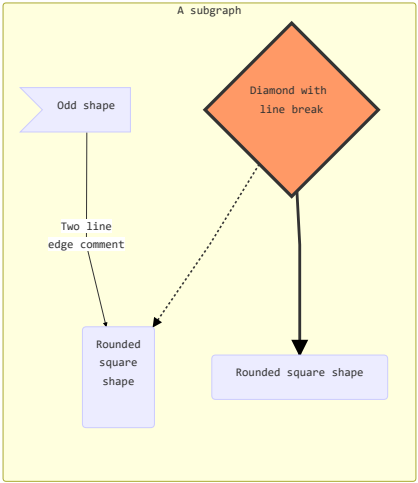 A subgraph
Diamond with
line break
Odd shape
Two line
edge comment
Rounded
square
shape
Rounded square shape